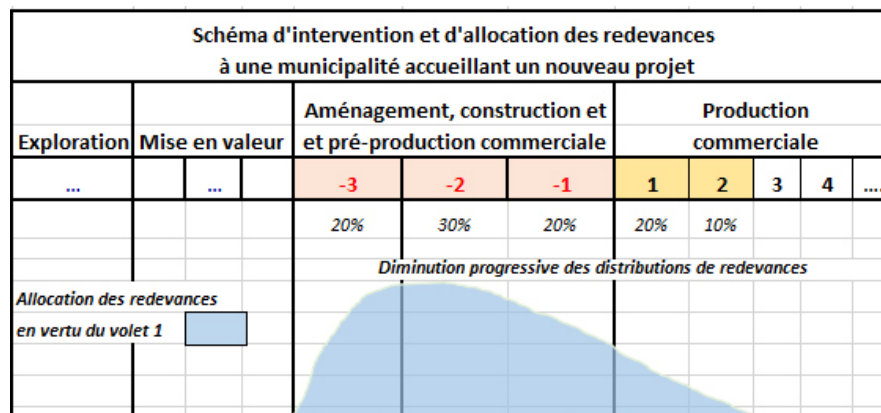 Schéma d'intervention et d'allocation des redevances
à une municipalité accueillant un nouveau projet
Exploration
Mise en valeur
Aménagement, construction et
et pré-production commerciale
Production
commerciale
...
...
-3
-2
-1
1
2
3
4
....
20%
30%
20%
20%
10%
Diminution progressive des distributions de redevances
Allocation des redevances
en vertu du volet 1